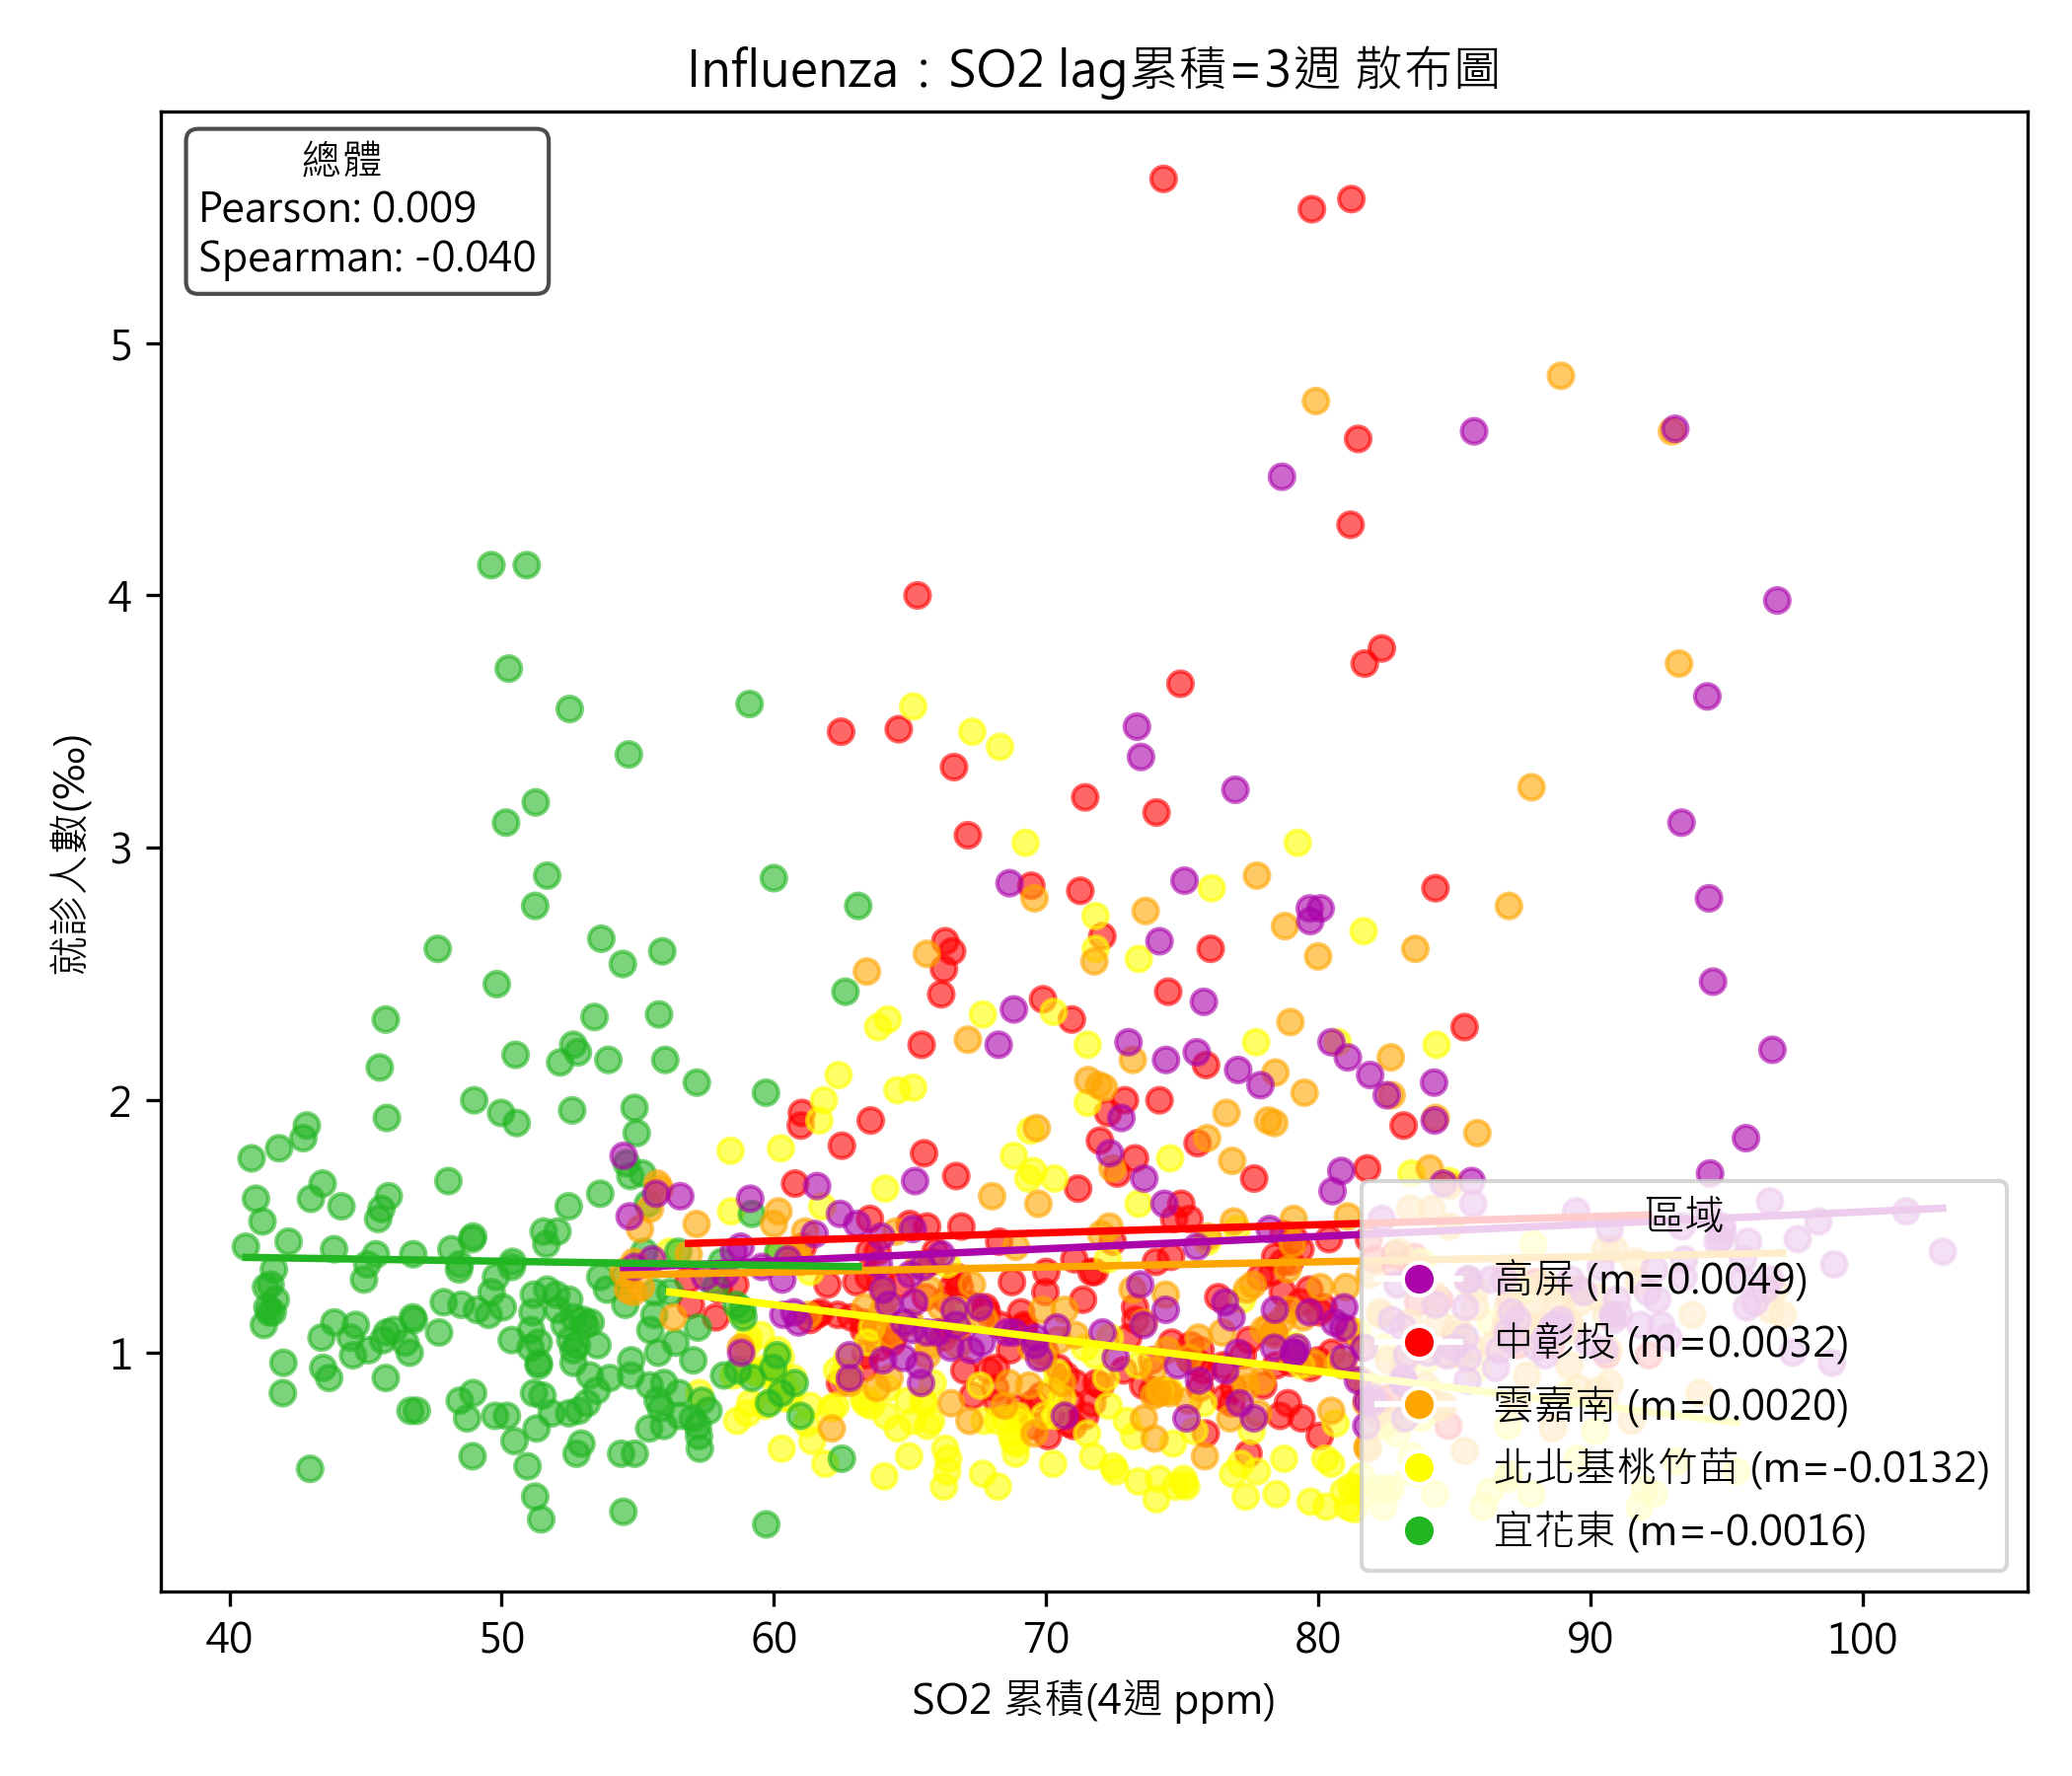 Influenza：SO2 lag累積=3週 散布圖
總體
Pearson: 0.009
Spearman: -0.040
就診人數(‰)
5
4
3
2
1
區域
高屏 (m=0.0049)
中彰投 (m=0.0032)
雲嘉南 (m=0.0020)
北北基桃竹苗 (m=-0.0132)
宜花東 (m=-0.0016)
40 50 60 70 80 90 100
SO2 累積(4週 ppm)